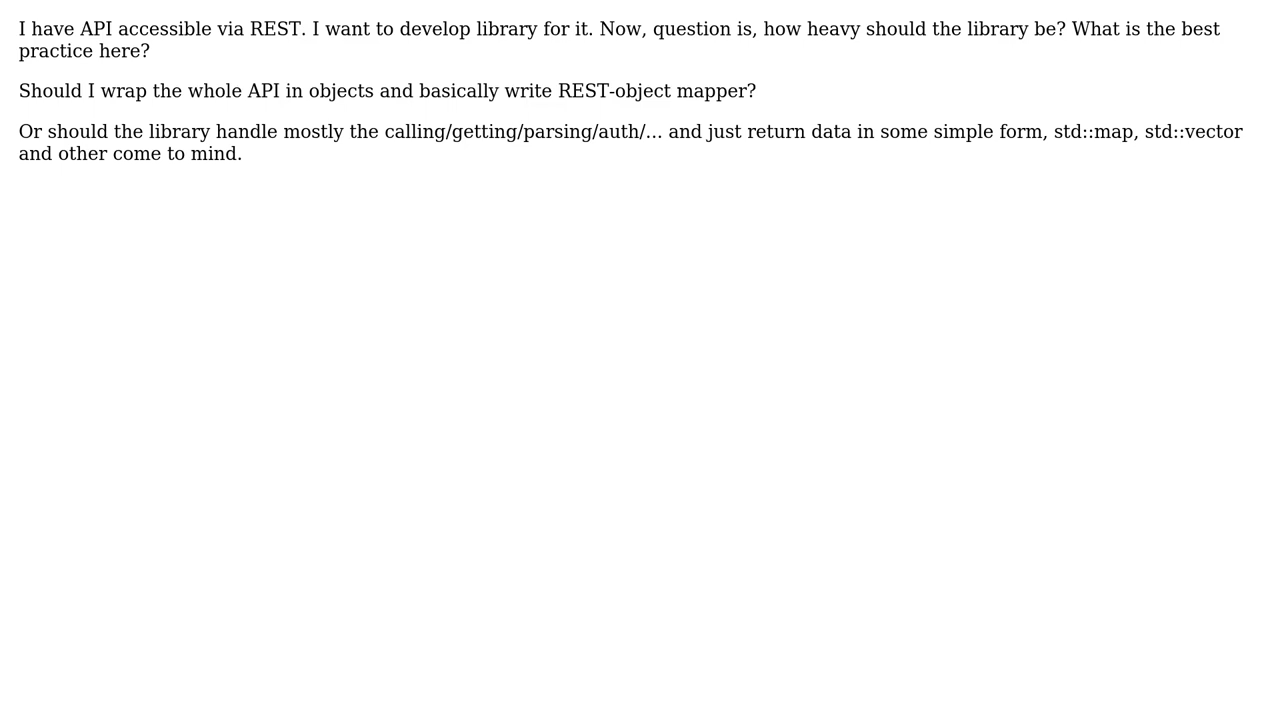 I have API accessible via REST. I want to develop library for it. Now, question is, how heavy should the library be? What is the best
practice here?
Should I wrap the whole API in objects and basically write REST-object mapper?
Or should the library handle mostly the calling/getting/parsing/auth/... and just return data in some simple form, std::map, std::vector
and other come to mind.